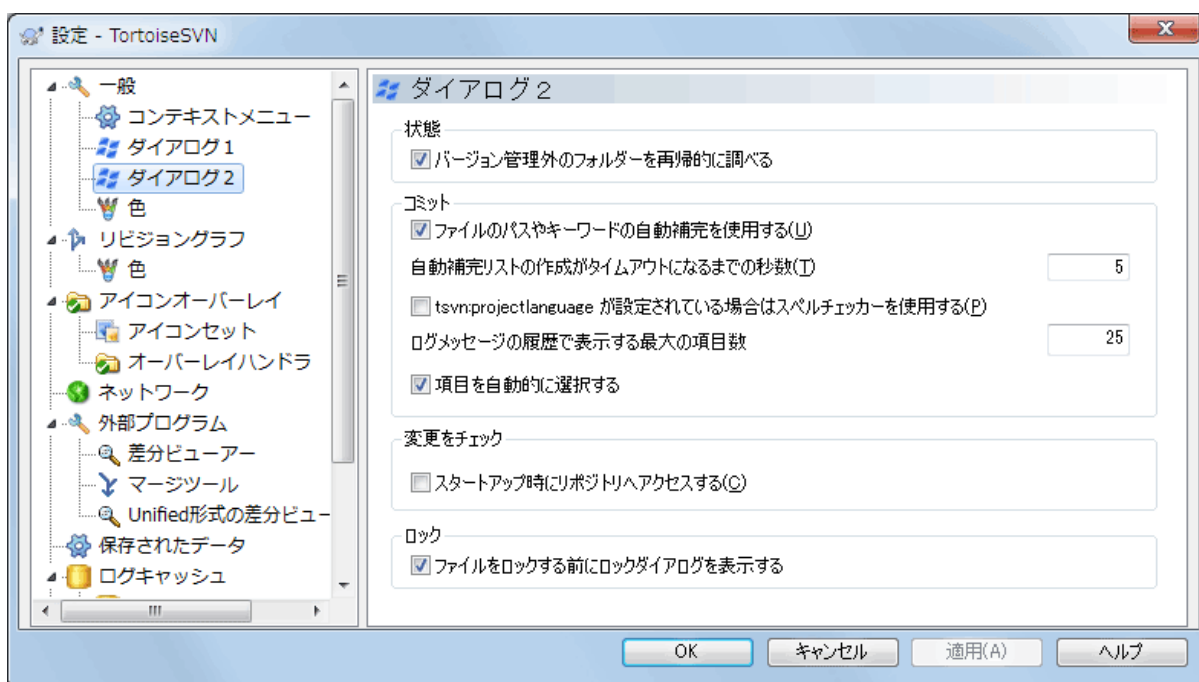 設定 - TortoiseSVN
一般
コンテキストメニュー
ダイアログ1
ダイアログ2
色
リビジョングラフ
色
アイコンオーバーレイ
アイコンセット
オーバーレイハンドラ
ネットワーク
外部プログラム
差分ビューアー
マージツール
Unified形式の差分ビュー
保存されたデータ
ログキャッシュ
ダイアログ2
状態
バージョン管理外のフォルダーを再帰的に調べる
コミット
ファイルのパスやキーワードの自動補完を使用する(U)
自動補完リストの作成がタイムアウトになるまでの秒数(T) 5
tsvn:projectlanguage が設定されている場合はスペルチェッカーを使用する(P)
ログメッセージの履歴で表示する最大の項目数 25
項目を自動的に選択する
変更をチェック
スタートアップ時にリポジトリへアクセスする(C)
ロック
ファイルをロックする前にロックダイアログを表示する
OK キャンセル 適用(A) ヘルプ